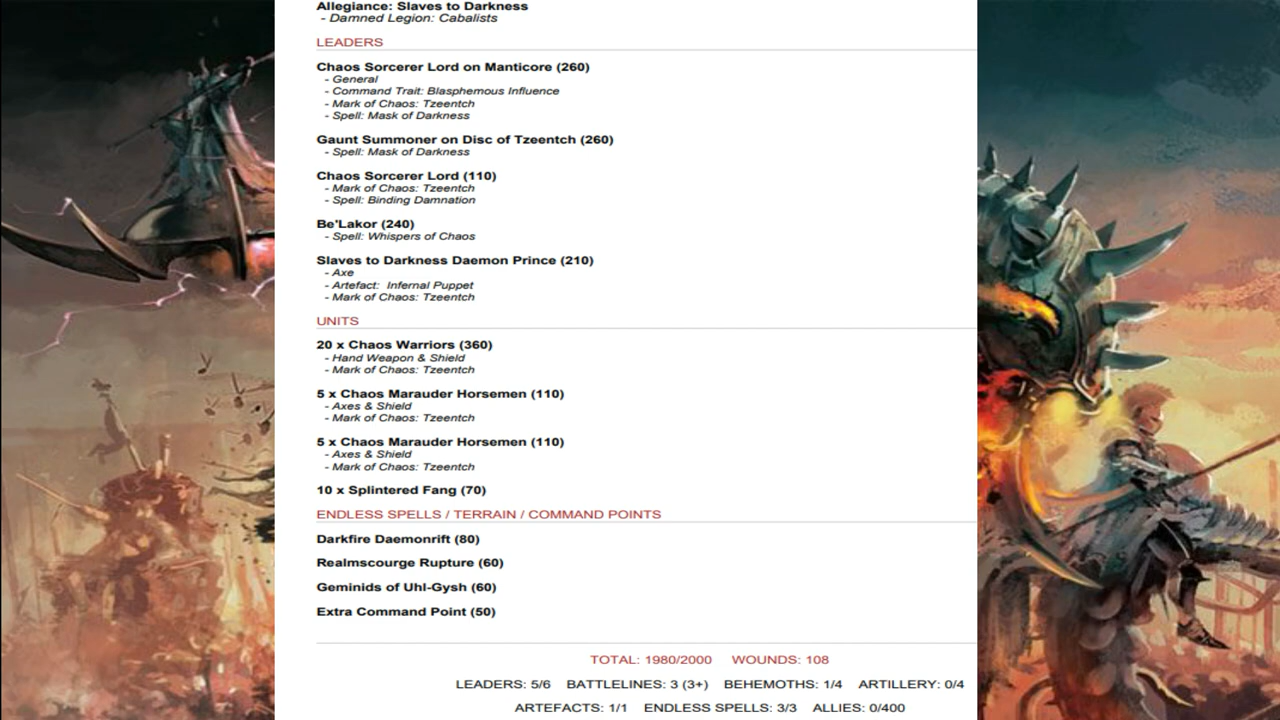 Allegiance: Slaves to Darkness
- Damned Legion: Cabalists
LEADERS
Chaos Sorcerer Lord on Manticore (260)
- General
- Command Trait: Blasphemous Influence
- Mark of Chaos: Tzeentch
- Spell: Mask of Darkness
Gaunt Summoner on Disc of Tzeentch (260)
- Spell: Mask of Darkness
Chaos Sorcerer Lord (110)
- Mark of Chaos: Tzeentch
- Spell: Binding Damnation
Be'Lakor (240)
- Spell: Whispers of Chaos
Slaves to Darkness Daemon Prince (210)
- Axe
- Artefact: Infernal Puppet
- Mark of Chaos: Tzeentch
UNITS
20 x Chaos Warriors (360)
- Hand Weapon & Shield
- Mark of Chaos: Tzeentch
5 x Chaos Marauder Horsemen (110)
- Axes & Shield
- Mark of Chaos: Tzeentch
5 x Chaos Marauder Horsemen (110)
- Axes & Shield
- Mark of Chaos: Tzeentch
10 x Splintered Fang (70)
ENDLESS SPELLS / TERRAIN / COMMAND POINTS
Darkfire Daemonrift (80)
Realmscourge Rupture (60)
Geminids of Uhl-Gysh (60)
Extra Command Point (50)
TOTAL: 1980/2000 WOUNDS: 108
LEADERS: 5/6 BATTLELINES: 3 (3+) BEHEMOTHS: 1/4 ARTILLERY: 0/4
ARTEFACTS: 1/1 ENDLESS SPELLS: 3/3 ALLIES: 0/400